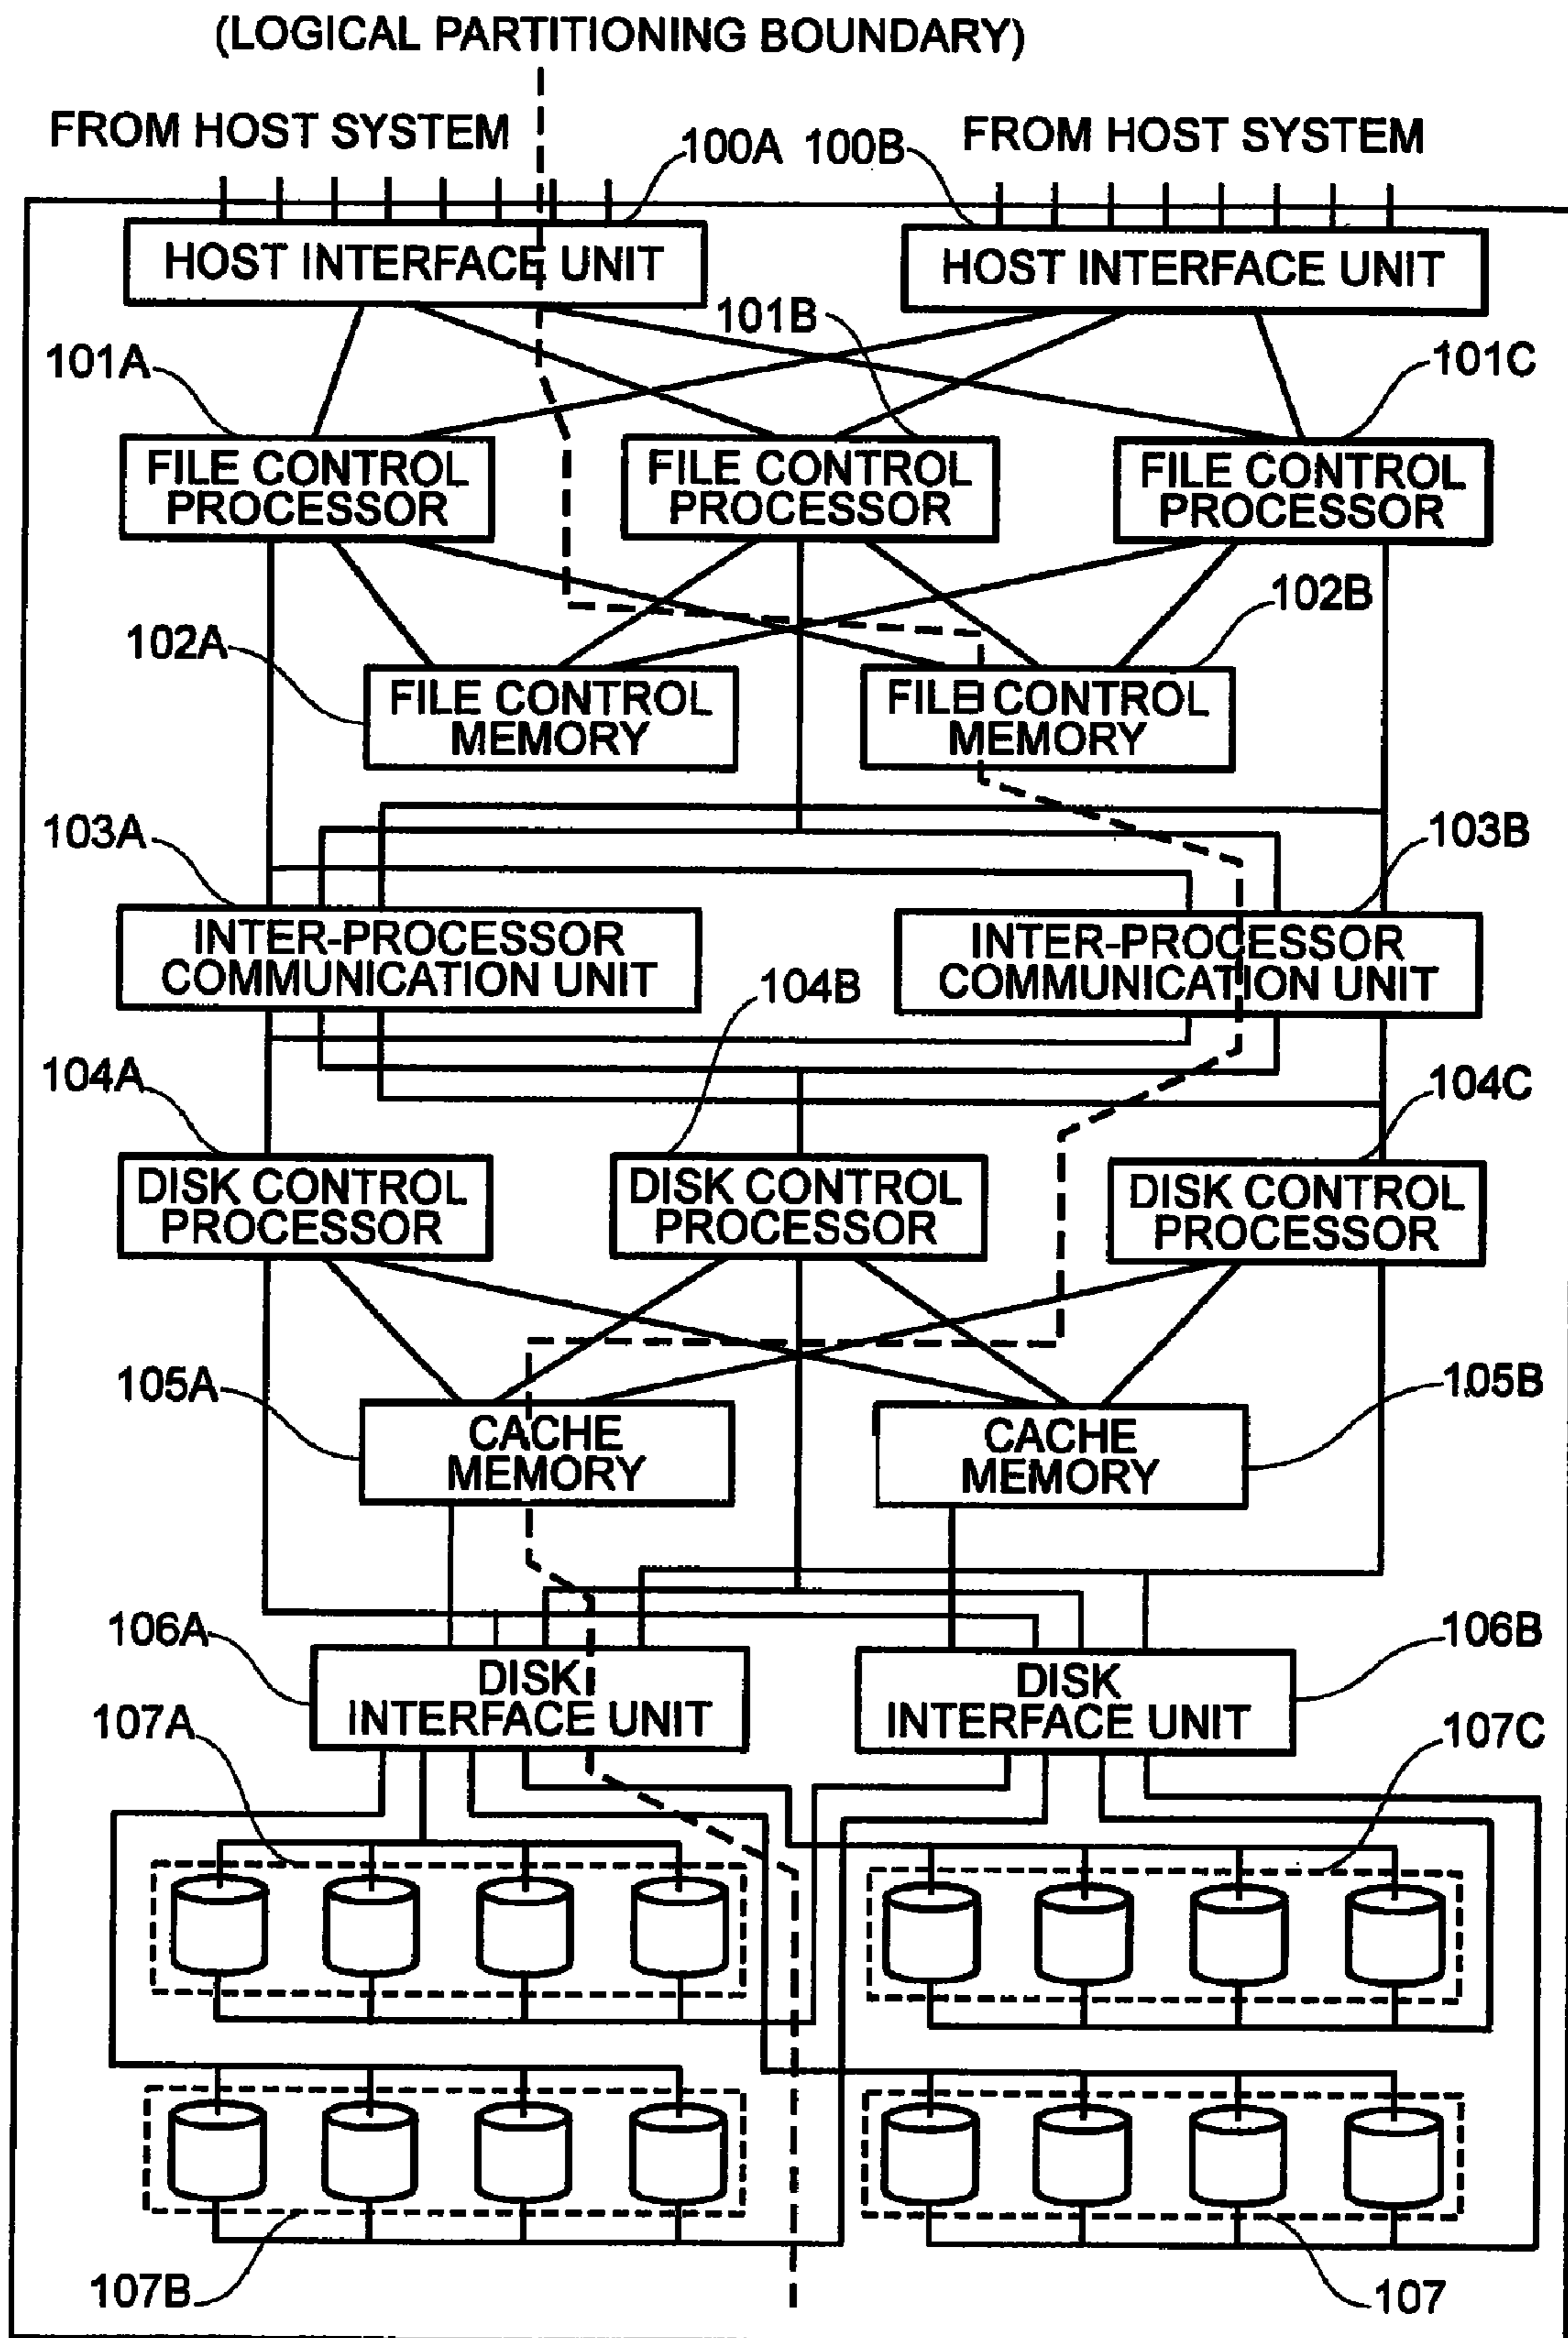 (LOGICAL PARTITIONING BOUNDARY)
FROM HOST SYSTEM
100A
100B
FROM HOST SYSTEM
HOST INTERFACE UNIT
HOST INTERFACE UNIT
101A
101B
101C
FILE CONTROL
PROCESSOR
FILE CONTROL
PROCESSOR
FILE CONTROL
PROCESSOR
102A
102B
FILE CONTROL
MEMORY
FILE CONTROL
MEMORY
103A
103B
INTER-PROCESSOR
COMMUNICATION UNIT
INTER-PROCESSOR
COMMUNICATION UNIT
104A
104B
104C
DISK CONTROL
PROCESSOR
DISK CONTROL
PROCESSOR
DISK CONTROL
PROCESSOR
105A
105B
CACHE
MEMORY
CACHE
MEMORY
106A
106B
DISK
INTERFACE UNIT
DISK
INTERFACE UNIT
107A
107C
107B
107